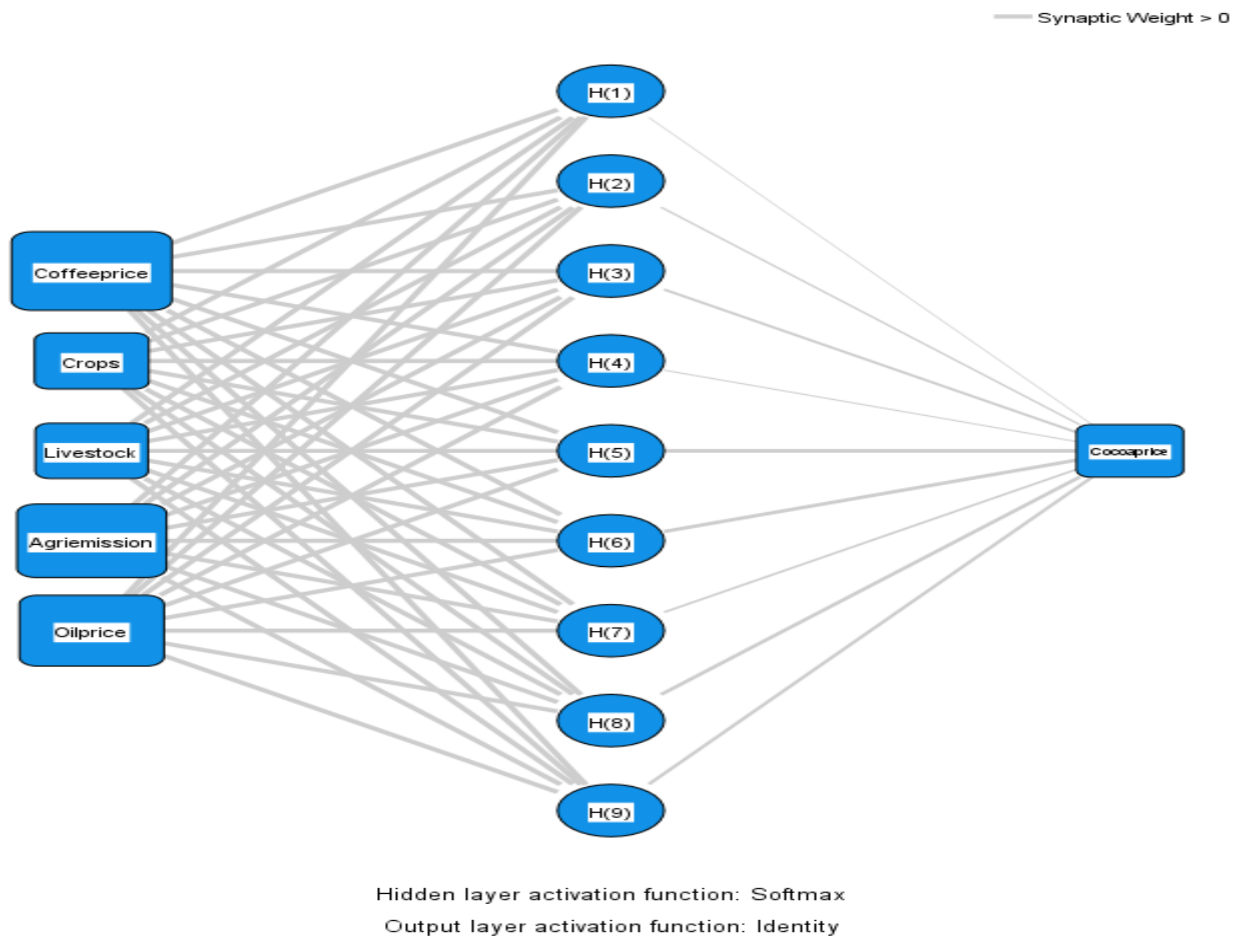 Synaptic Weight > 0
H(1)
H(2)
Coffeeprice
H(3)
Crops
H(4)
Livestock
H(5)
Cocoaprice
Agriemission
H(6)
Oilprice
H(7)
H(8)
H(9)
Hidden layer activation function: Softmax
Output layer activation function: Identity